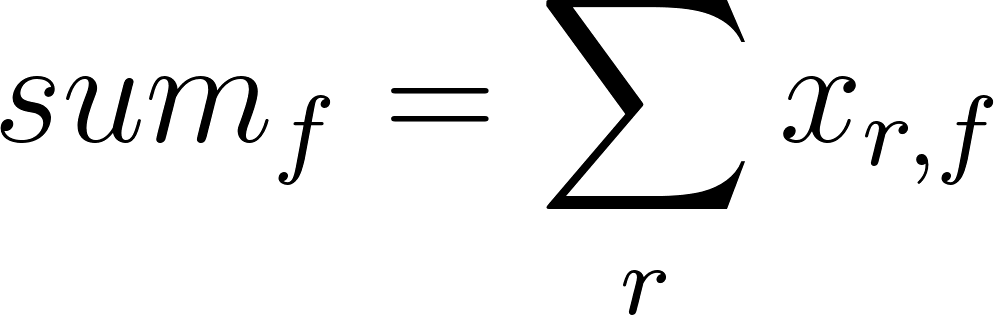 sum_f = \sum_r x_{r,f}